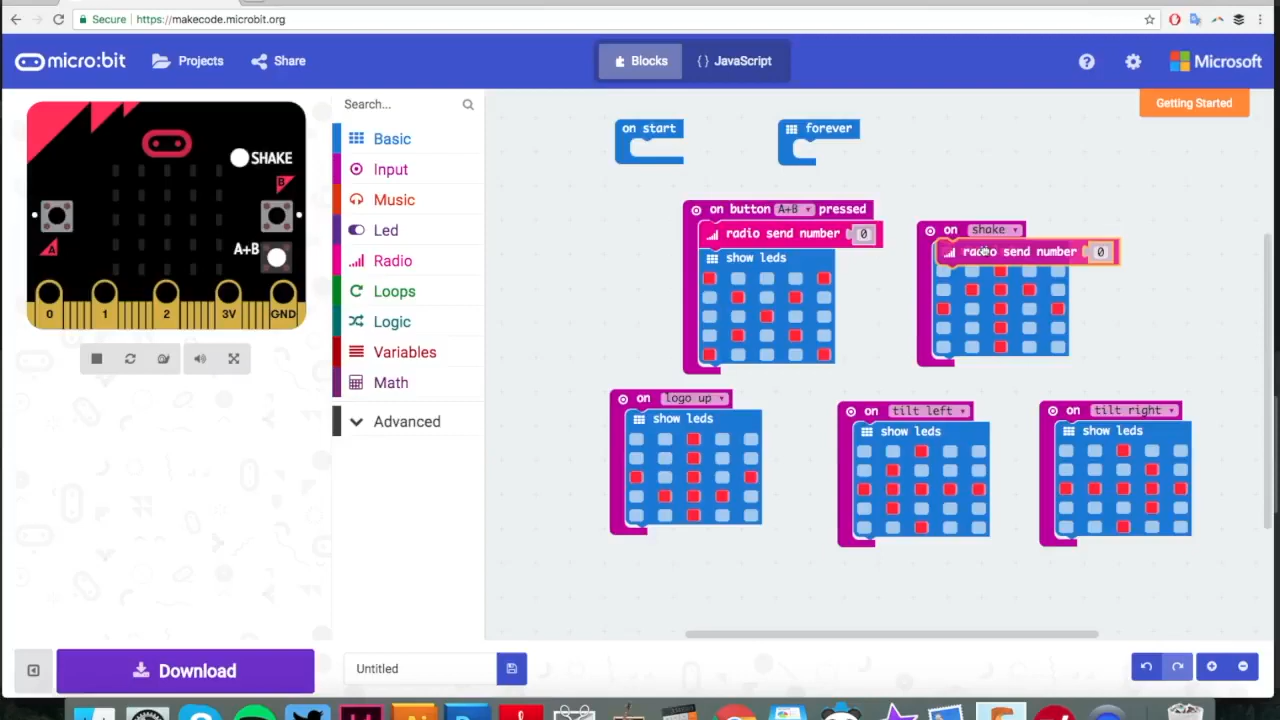 Secure https://makecode.microbit.org
micro:bit Projects Share Blocks {} JavaScript ? Microsoft
Getting Started
SHAKE
B
A
A+B
0 1 2 3V GND
Search...
Basic
Input
Music
Led
Radio
Loops
Logic
Variables
Math
Advanced
on start
forever
on button A+B pressed
radio send number 0
show leds
on shake
radio send number 0
on logo up
show leds
on tilt left
show leds
on tilt right
show leds
Download
Untitled